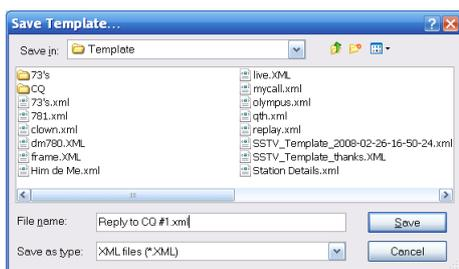 Save Template...
Save in: Template
73's
CQ
73's.xml
781.xml
clown.xml
dm780.XML
frame.XML
Him de Me.xml
live.XML
mycall.xml
olympus.xml
qth.xml
replay.xml
SSTV_Template_2008-02-26-16-50-24.xml
SSTV_Template_thanks.XML
Station Details.xml
File name: Reply to CQ #1.xml Save
Save as type: XML files (*.XML) Cancel